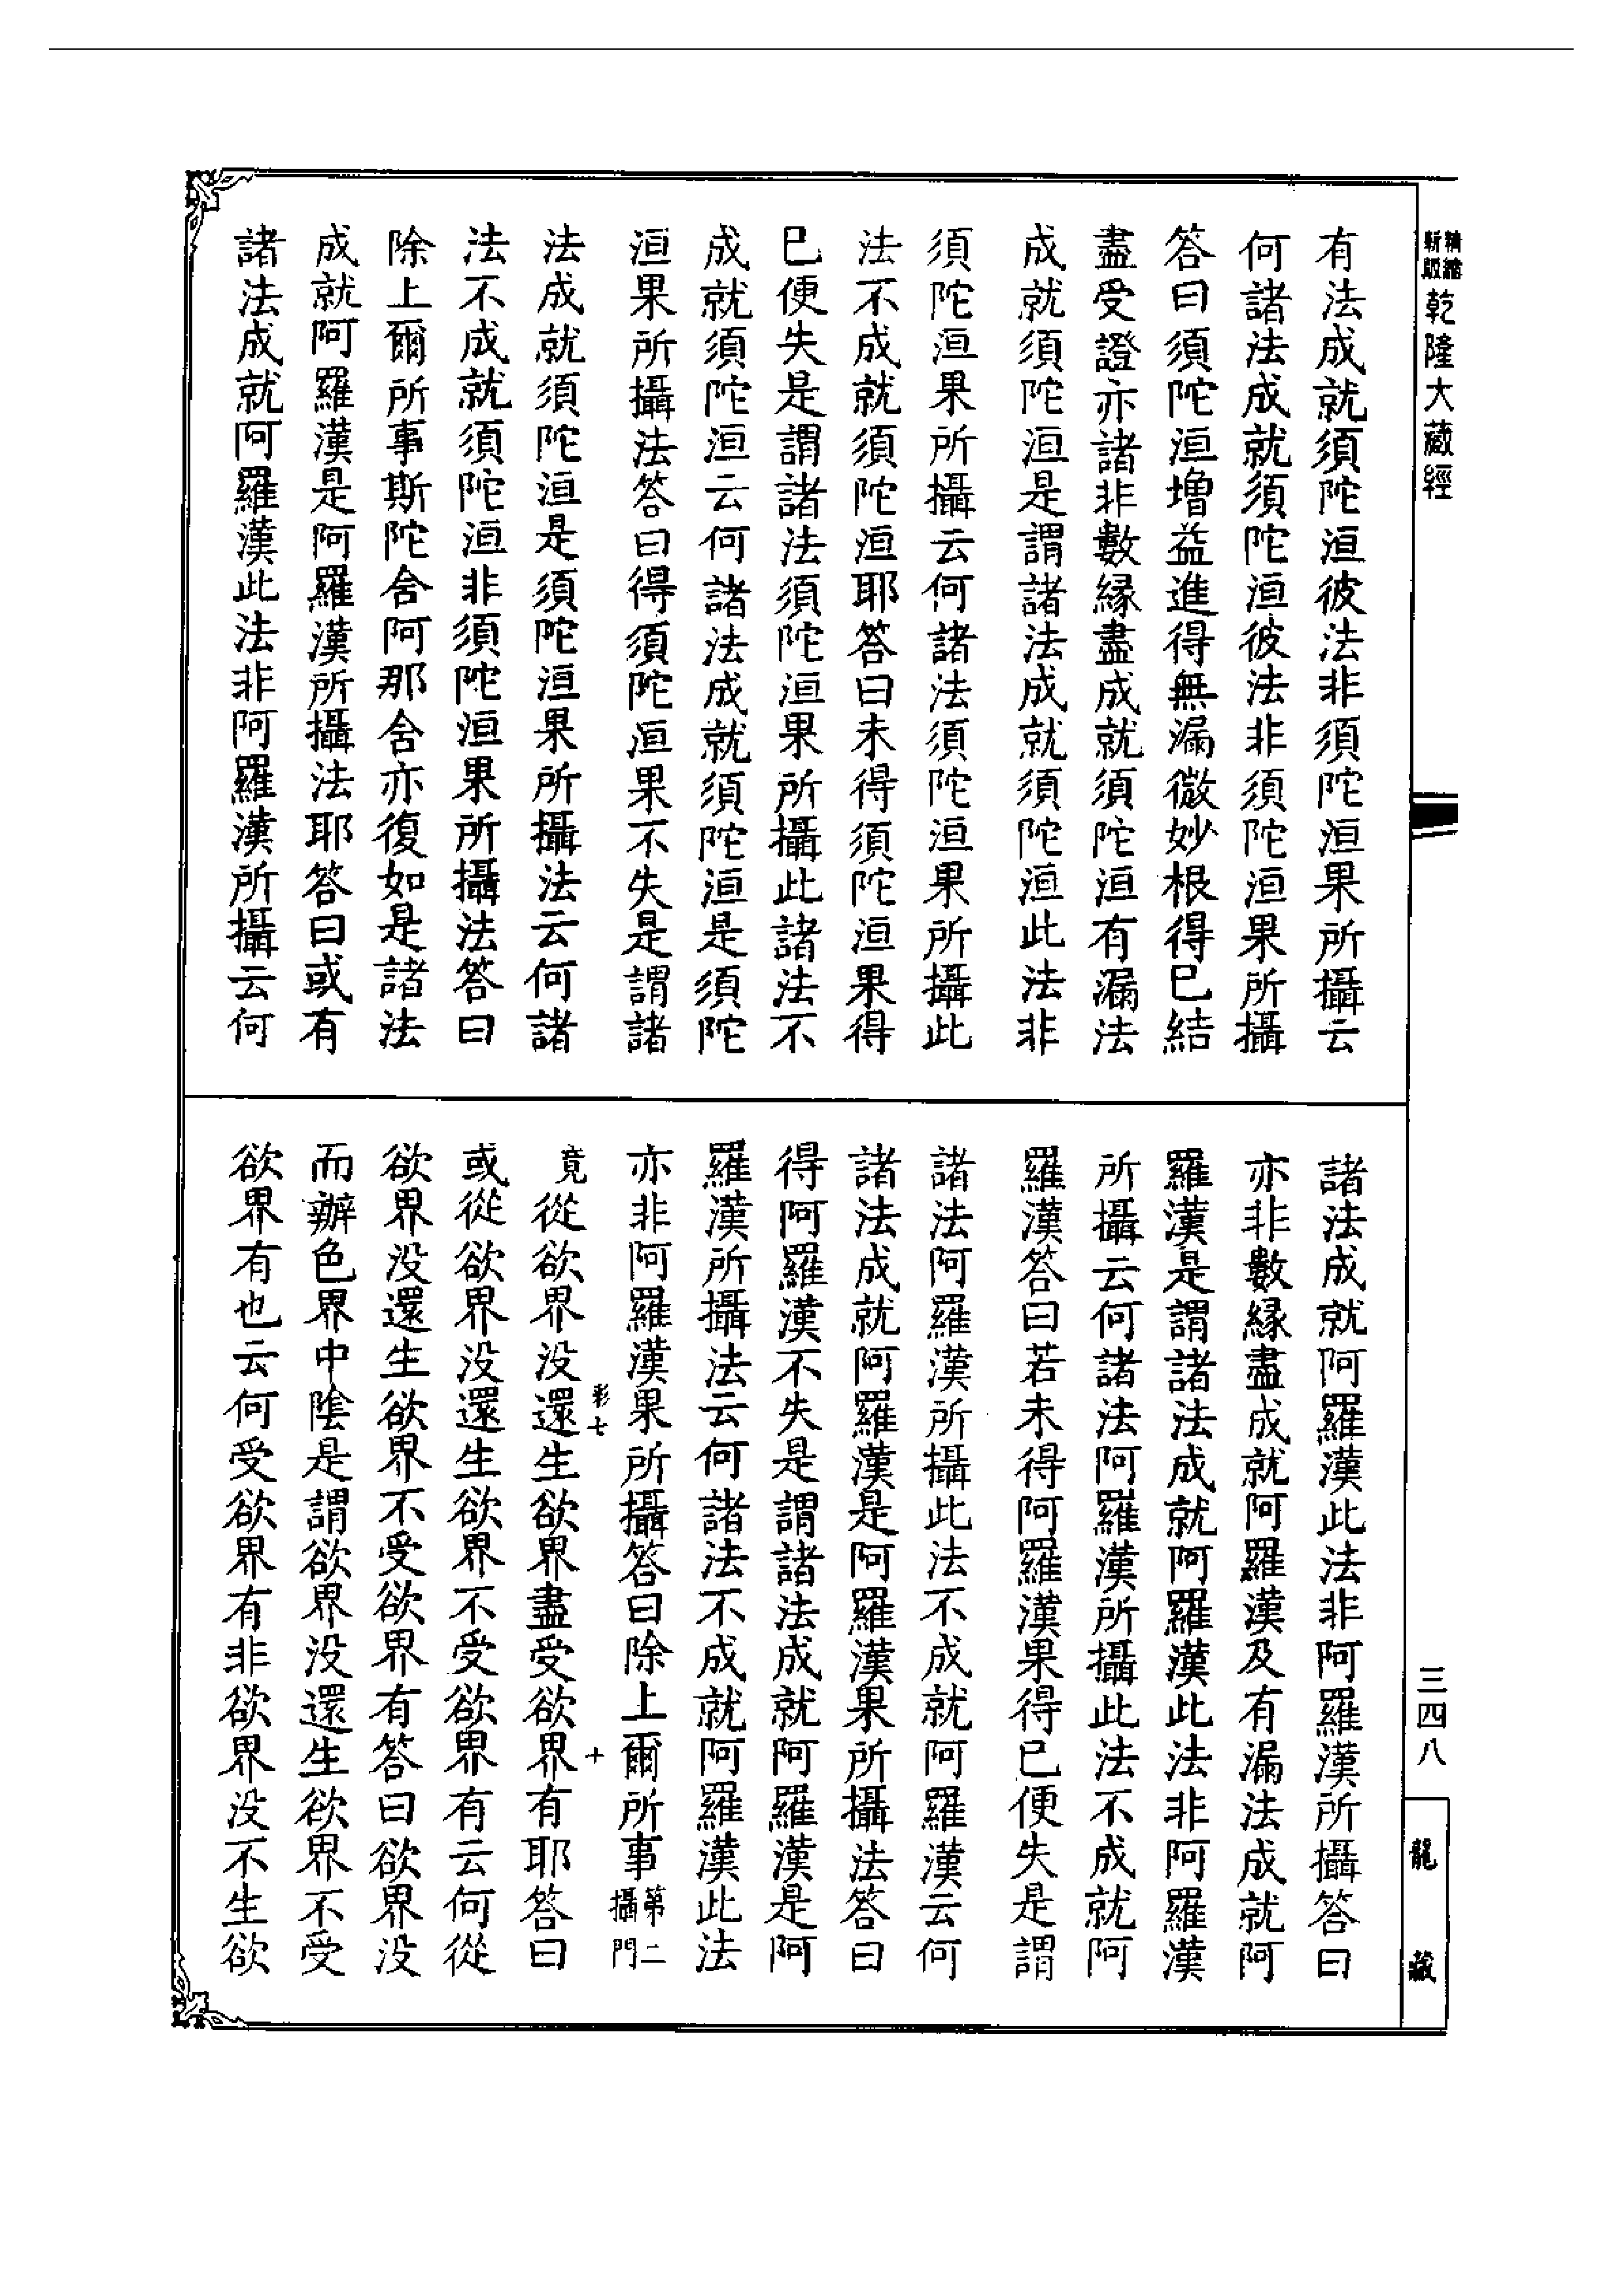 精縮新版乾隆大藏經
有法成就須陀洹彼法非須陀洹果所攝云
何諸法成就須陀洹彼法非須陀洹果所攝
答曰須陀洹增益進得無漏微妙根得已結
盡受證亦諸非數緣盡成就須陀洹有漏法
成就須陀洹是謂諸法成就須陀洹此法非
須陀洹果所攝云何諸法須陀洹果所攝此
法不成就須陀洹耶答曰未得須陀洹果得
已便失是謂諸法須陀洹果所攝此諸法不
成就須陀洹云何諸法成就須陀洹是須陀
洹果所攝法答曰得須陀洹果不失是謂諸
法成就須陀洹是須陀洹果所攝法云何諸
法不成就須陀洹非須陀洹果所攝法答曰
除上爾所事斯陀含阿那含亦復如是諸法
成就阿羅漢是阿羅漢所攝法耶答曰或有
諸法成就阿羅漢此法非阿羅漢所攝云何
諸法成就阿羅漢此法非阿羅漢所攝答曰
亦非數緣盡成就阿羅漢及有漏法成就阿
羅漢是謂諸法成就阿羅漢此法非阿羅漢
所攝云何諸法阿羅漢所攝此法不成就阿
羅漢答曰若未得阿羅漢果得已便失是謂
諸法阿羅漢所攝此法不成就阿羅漢云何
諸法成就阿羅漢是阿羅漢果所攝法答曰
得阿羅漢不失是謂諸法成就阿羅漢是阿
羅漢所攝法云何諸法不成就阿羅漢此法
亦非阿羅漢果所攝答曰除上爾所事第二攝門
竟從欲界没還生欲界盡受欲界有耶答曰
或從欲界没還生欲界不受欲界有云何從
欲界没還生欲界不受欲界有答曰欲界没
而辦色界中陰是謂欲界没還生欲界不受
欲界有也云何受欲界有非欲界没不生欲
彩七
十
三四八
龍藏